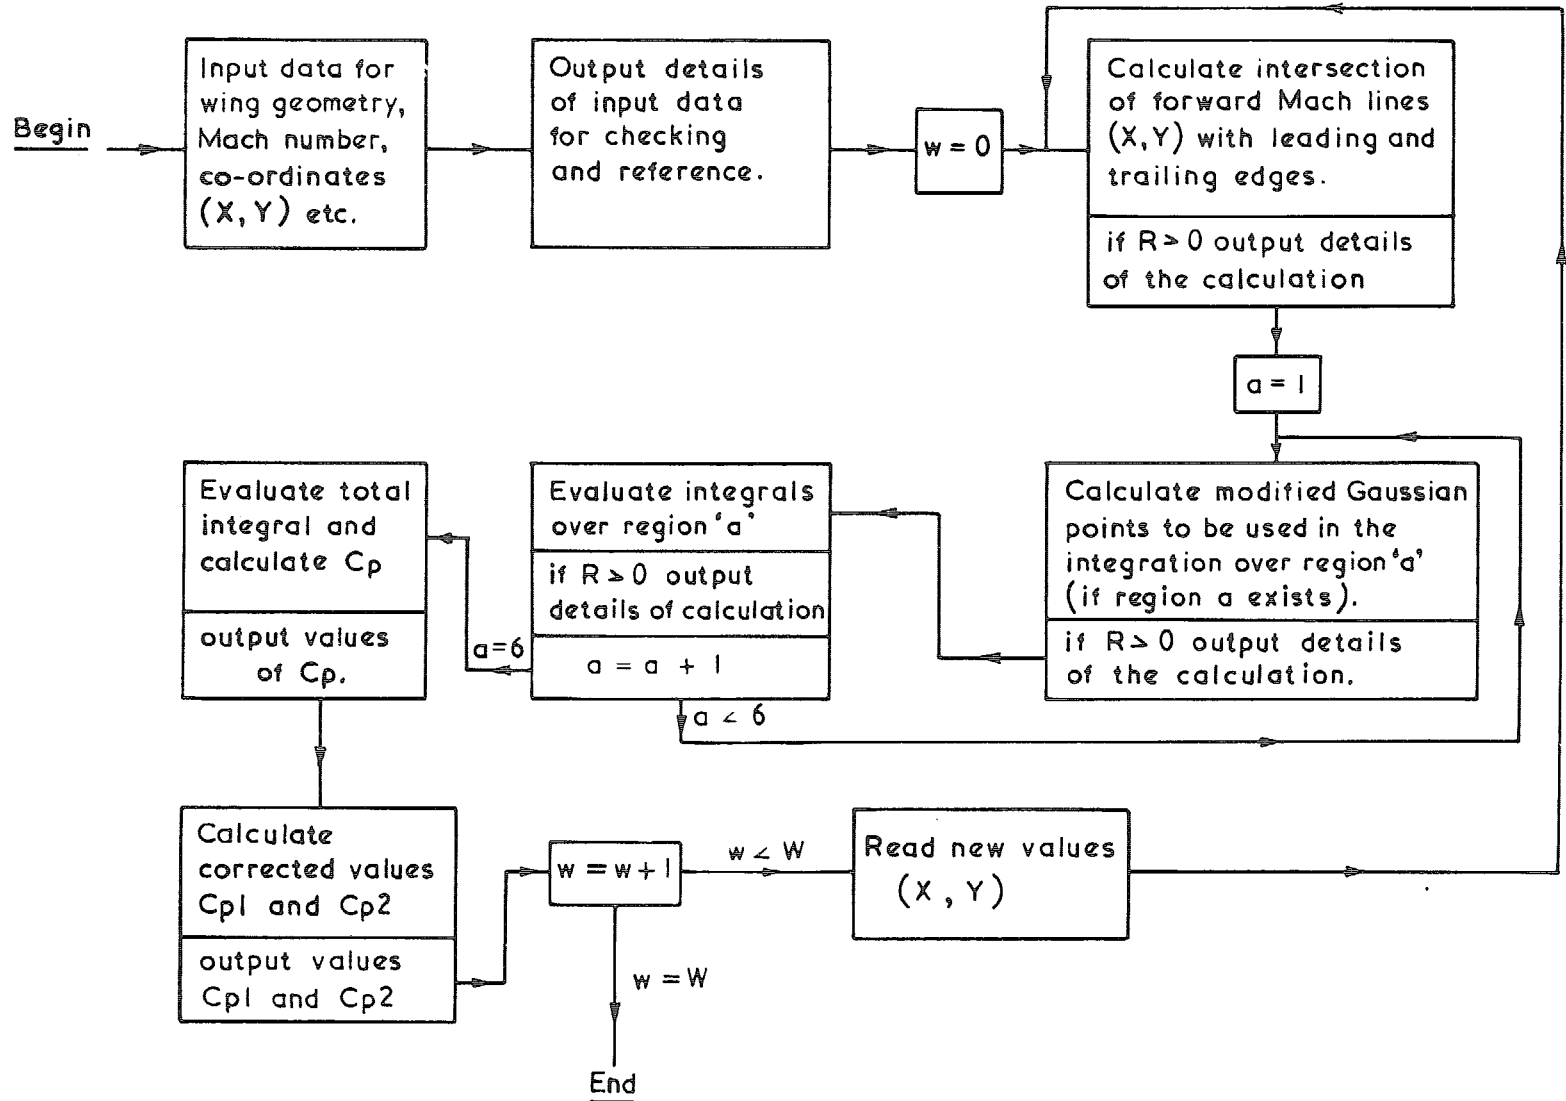 Begin
Input data for
wing geometry,
Mach number,
co-ordinates
(X, Y) etc.
Output details
of input data
for checking
and reference.
w = 0
Calculate intersection
of forward Mach lines
(X, Y) with leading and
trailing edges.
if R > 0 output details
of the calculation
a = 1
Calculate modified Gaussian
points to be used in the
integration over region 'a'
(if region a exists).
if R > 0 output details
of the calculation.
Evaluate integrals
over region 'a'
if R > 0 output
details of calculation
a = a + 1
a < 6
a=6
Evaluate total
integral and
calculate Cp
output values
of Cp.
Calculate
corrected values
Cp1 and Cp2
output values
Cp1 and Cp2
w = w + 1
w < W
Read new values
(X, Y)
w = W
End